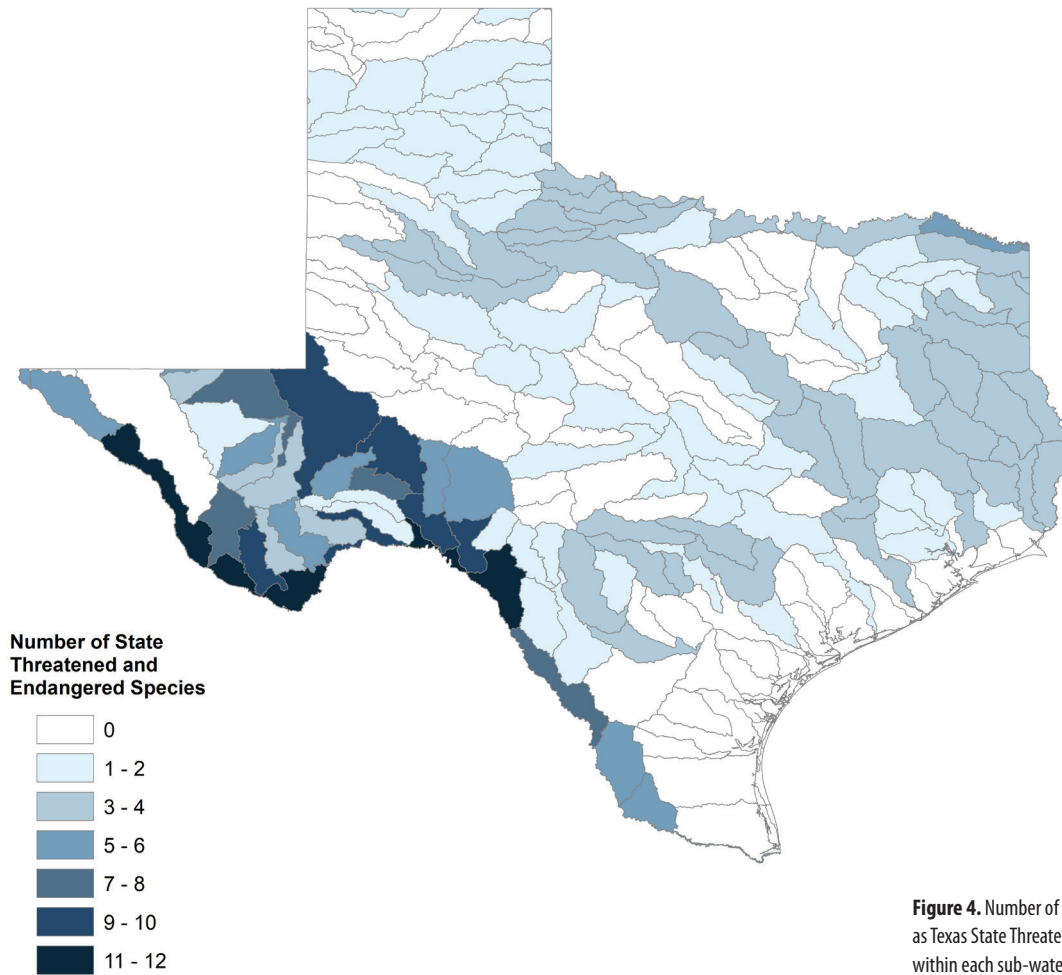 Number of State
Threatened and
Endangered Species
0
1 - 2
3 - 4
5 - 6
7 - 8
9 - 10
11 - 12
Figure 4. Number of
as Texas State Threate
within each sub-wate